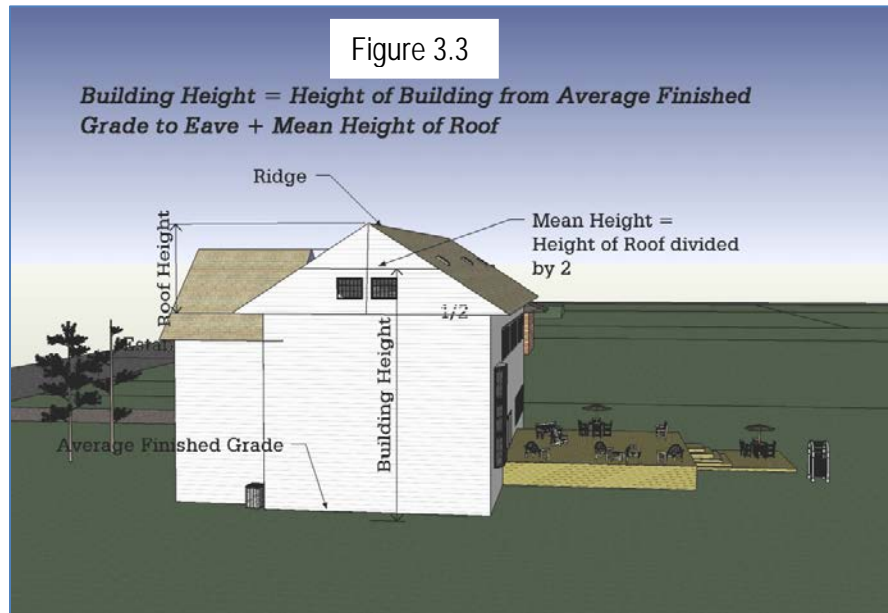 Figure 3.3
Building Height = Height of Building from Average Finished
Grade to Eave + Mean Height of Roof
Ridge
Mean Height =
Height of Roof divided
by 2
Roof Height
1/2
Building Height
Average Finished Grade